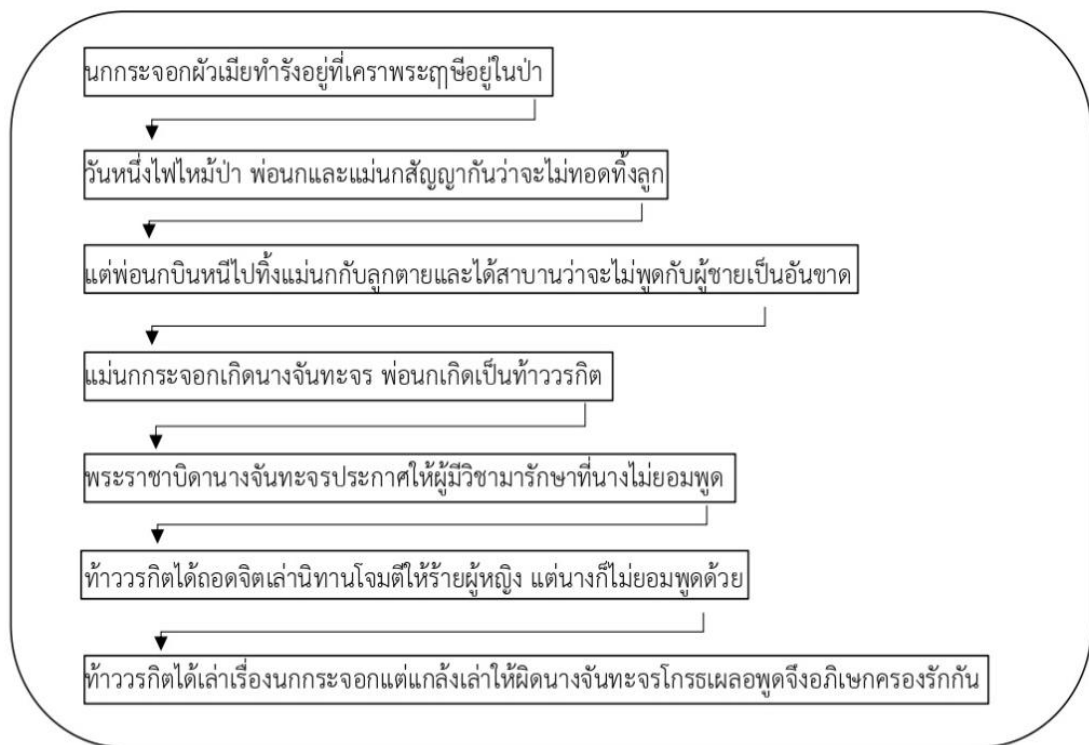 นกกระจอกผัวเมียทำรังอยู่ที่เคราพระฤๅษีอยู่ในป่า
วันหนึ่งไฟไหม้ป่า พ่อนกและแม่นกสัญญากันว่าจะไม่ทอดทิ้งลูก
แต่พ่อนกบินหนีไปทิ้งแม่นกกับลูกตายและได้สาบานว่าจะไม่พูดกับผู้ชายเป็นอันขาด
แม่นกกระจอกเกิดนางจันทะจร พ่อนกเกิดเป็นท้าววรกิต
พระราชาบิดานางจันทะจรประกาศให้ผู้มีวิชามารักษาที่นางไม่ยอมพูด
ท้าววรกิตได้ถอดจิตเล่านิทานโจมตีให้ร้ายผู้หญิง แต่นางก็ไม่ยอมพูดด้วย
ท้าววรกิตได้เล่าเรื่องนกกระจอกแต่แกล้งเล่าให้ผิดนางจันทะจรโกรธเผลอพูดจึงอภิเษกครองรักกัน